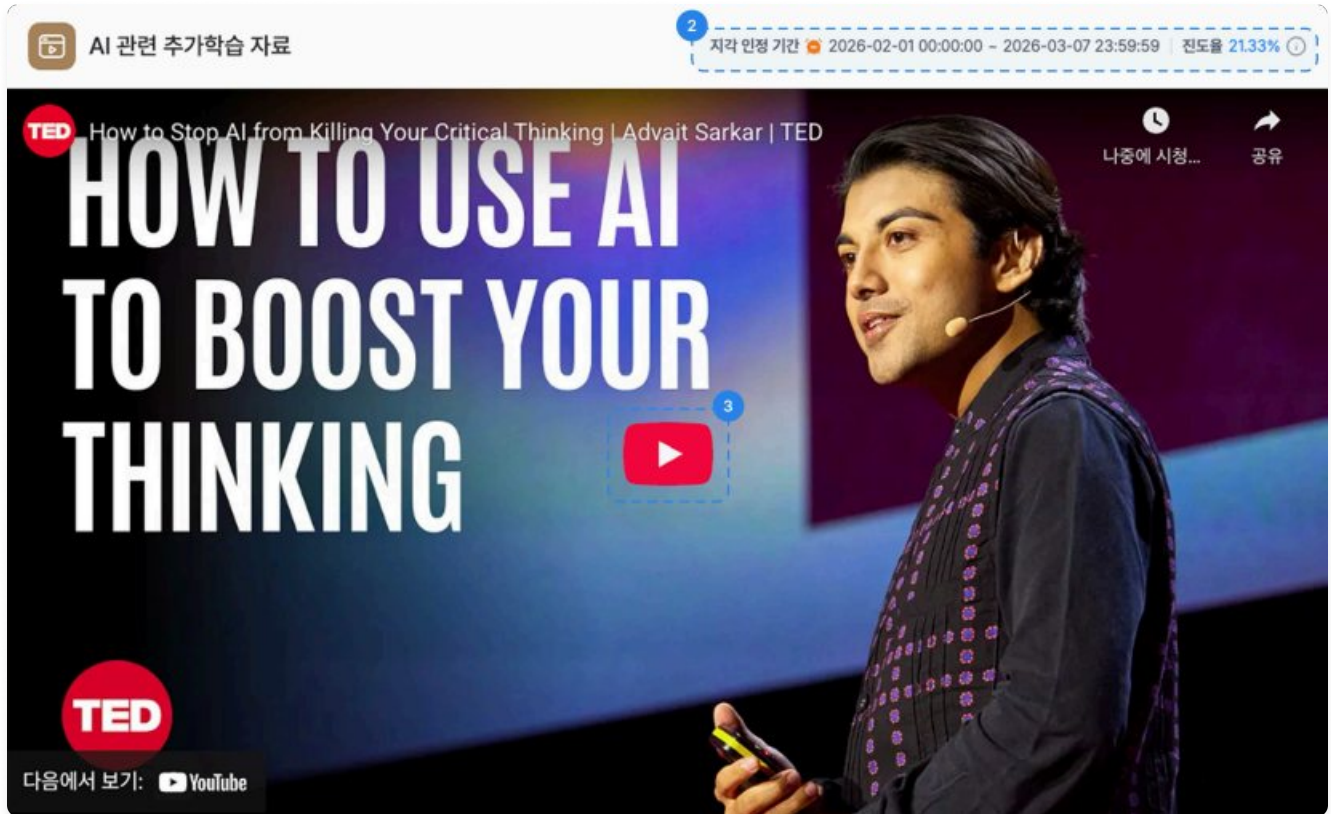 AI 관련 추가학습 자료
2
지각 인정 기간 2026-02-01 00:00:00 ~ 2026-03-07 23:59:59 진도율 21.33%
TED How to Stop AI from Killing Your Critical Thinking | Advait Sarkar | TED
나중에 시청... 공유
HOW TO USE AI
TO BOOST YOUR
THINKING
3
TED
다음에서 보기: YouTube